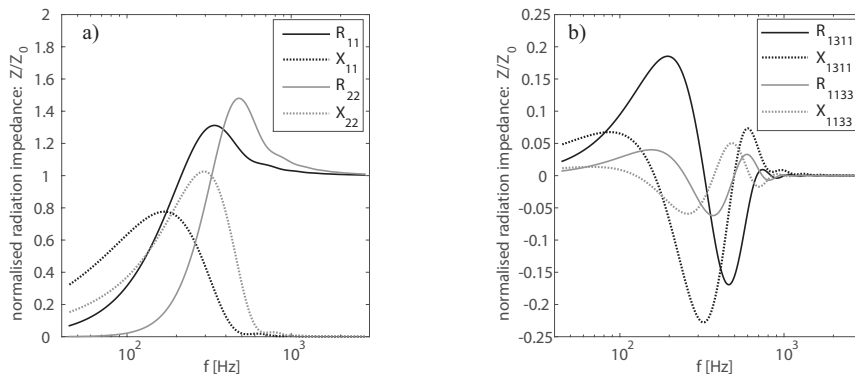 a)
normalised radiation impedance: Z/Z0
2
1.8
1.6
1.4
1.2
1
0.8
0.6
0.4
0.2
0
10^2
10^3
f [Hz]
R11
X11
R22
X22
b)
normalised radiation impedance: Z/Z0
0.25
0.20
0.15
0.1
0.05
0
-0.05
-0.1
-0.15
-0.2
-0.25
10^2
10^3
f [Hz]
R1311
X1311
R1133
X1133